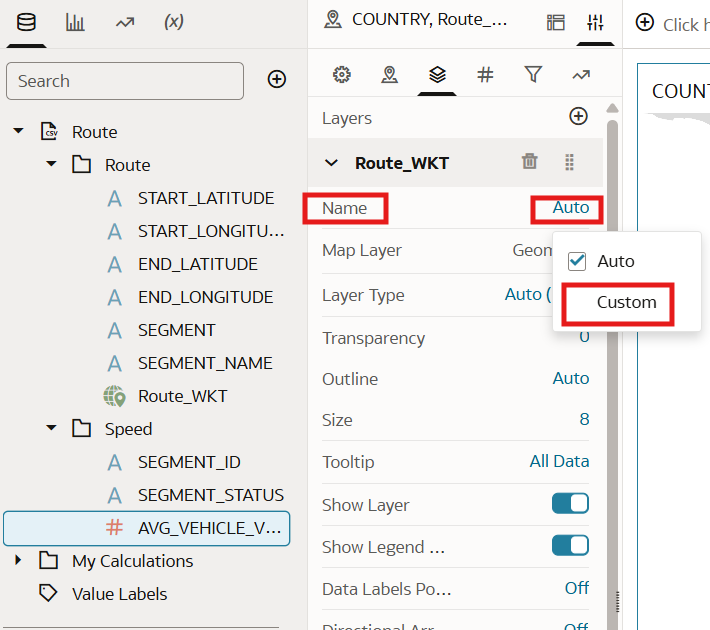 (x)
Search
CSV
Route
Route
START_LATITUDE
START_LONGITU...
END_LATITUDE
END_LONGITUDE
SEGMENT
SEGMENT_NAME
Route_WKT
Speed
SEGMENT_ID
SEGMENT_STATUS
AVG_VEHICLE_V...
My Calculations
Value Labels
COUNTRY, Route_...
Layers
Route_WKT
Name Auto
Auto
Custom
Map Layer Geom
Layer Type Auto (
Transparency 0
Outline Auto
Size 8
Tooltip All Data
Show Layer
Show Legend ...
Data Labels Po... Off
Directional Arr... Off
Click h
COUNT